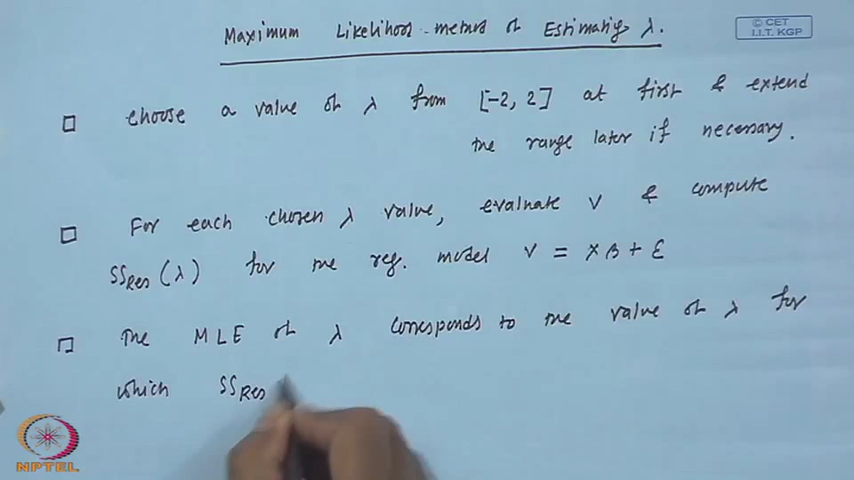 Maximum Likelihood method of Estimating λ.
© CET
I.I.T. KGP
□ choose a value of λ from [-2, 2] at first & extend
the range later if necessary.
□ For each chosen λ value, evaluate V & compute
SSRes(λ) for the reg. model V = Xβ + ε
□ The MLE of λ corresponds to the value of λ for
which SSRes
NPTEL